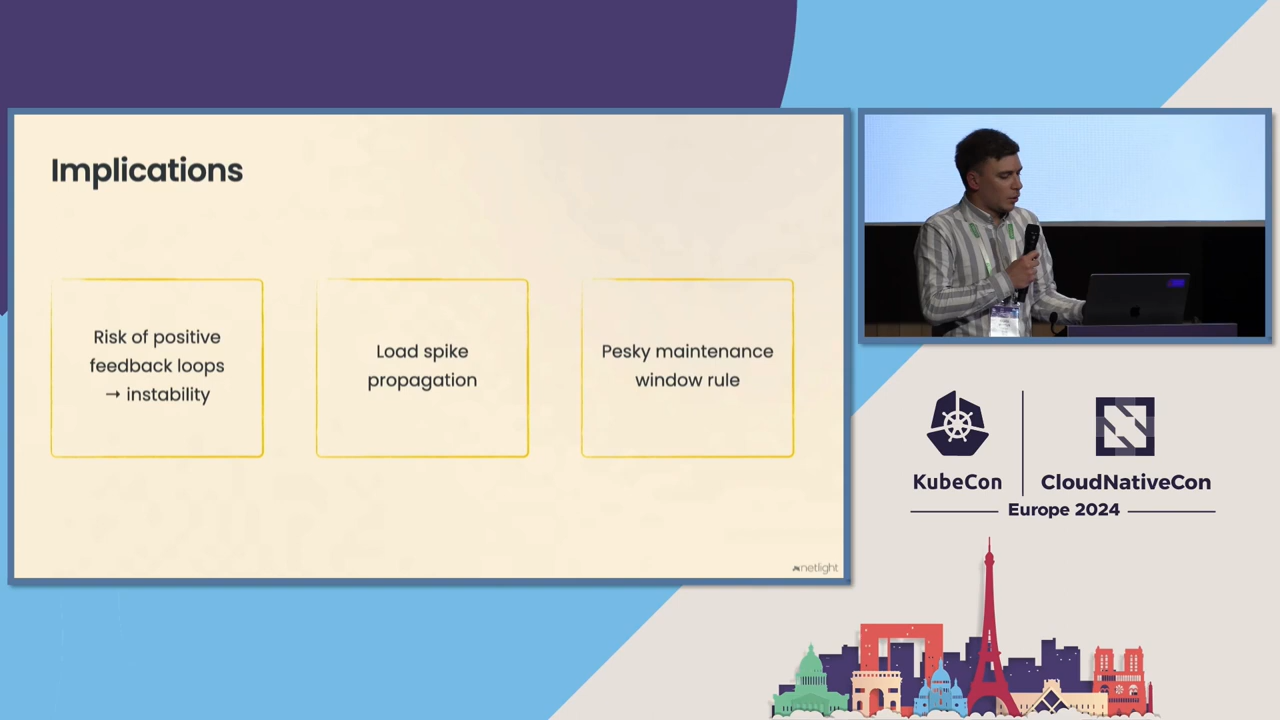 Implications
Risk of positive
feedback loops
→ instability
Load spike
propagation
Pesky maintenance
window rule
netlight
KubeCon
CloudNativeCon
Europe 2024